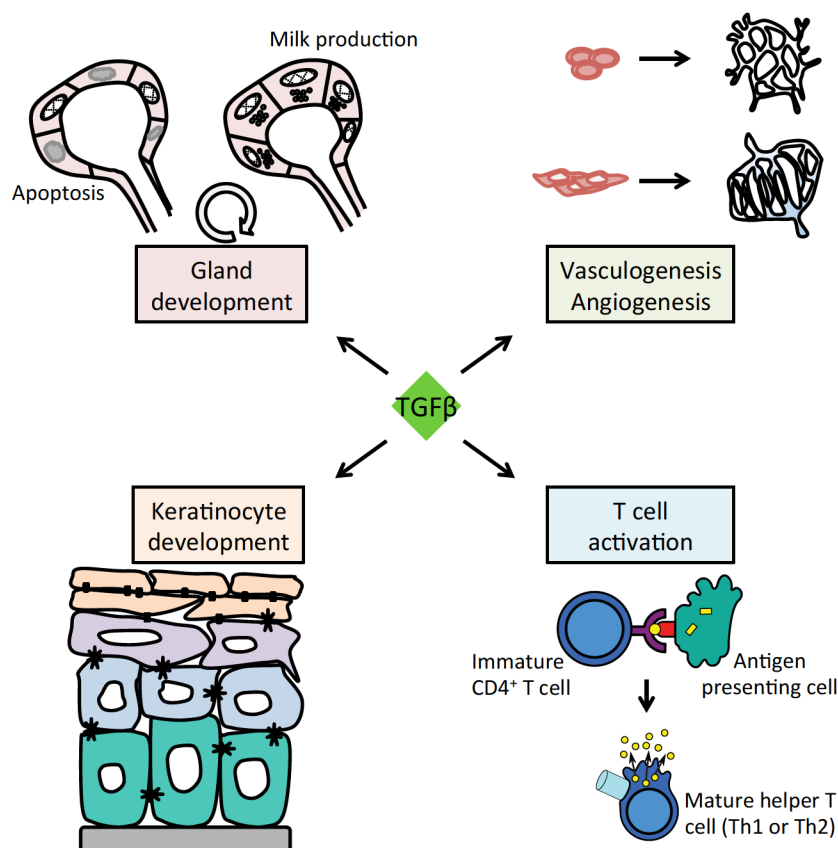 Milk production
Apoptosis
Gland
development
Vasculogenesis
Angiogenesis
TGFβ
Keratinocyte
development
T cell
activation
Immature
CD4⁺ T cell
Antigen
presenting cell
Mature helper T
cell (Th1 or Th2)